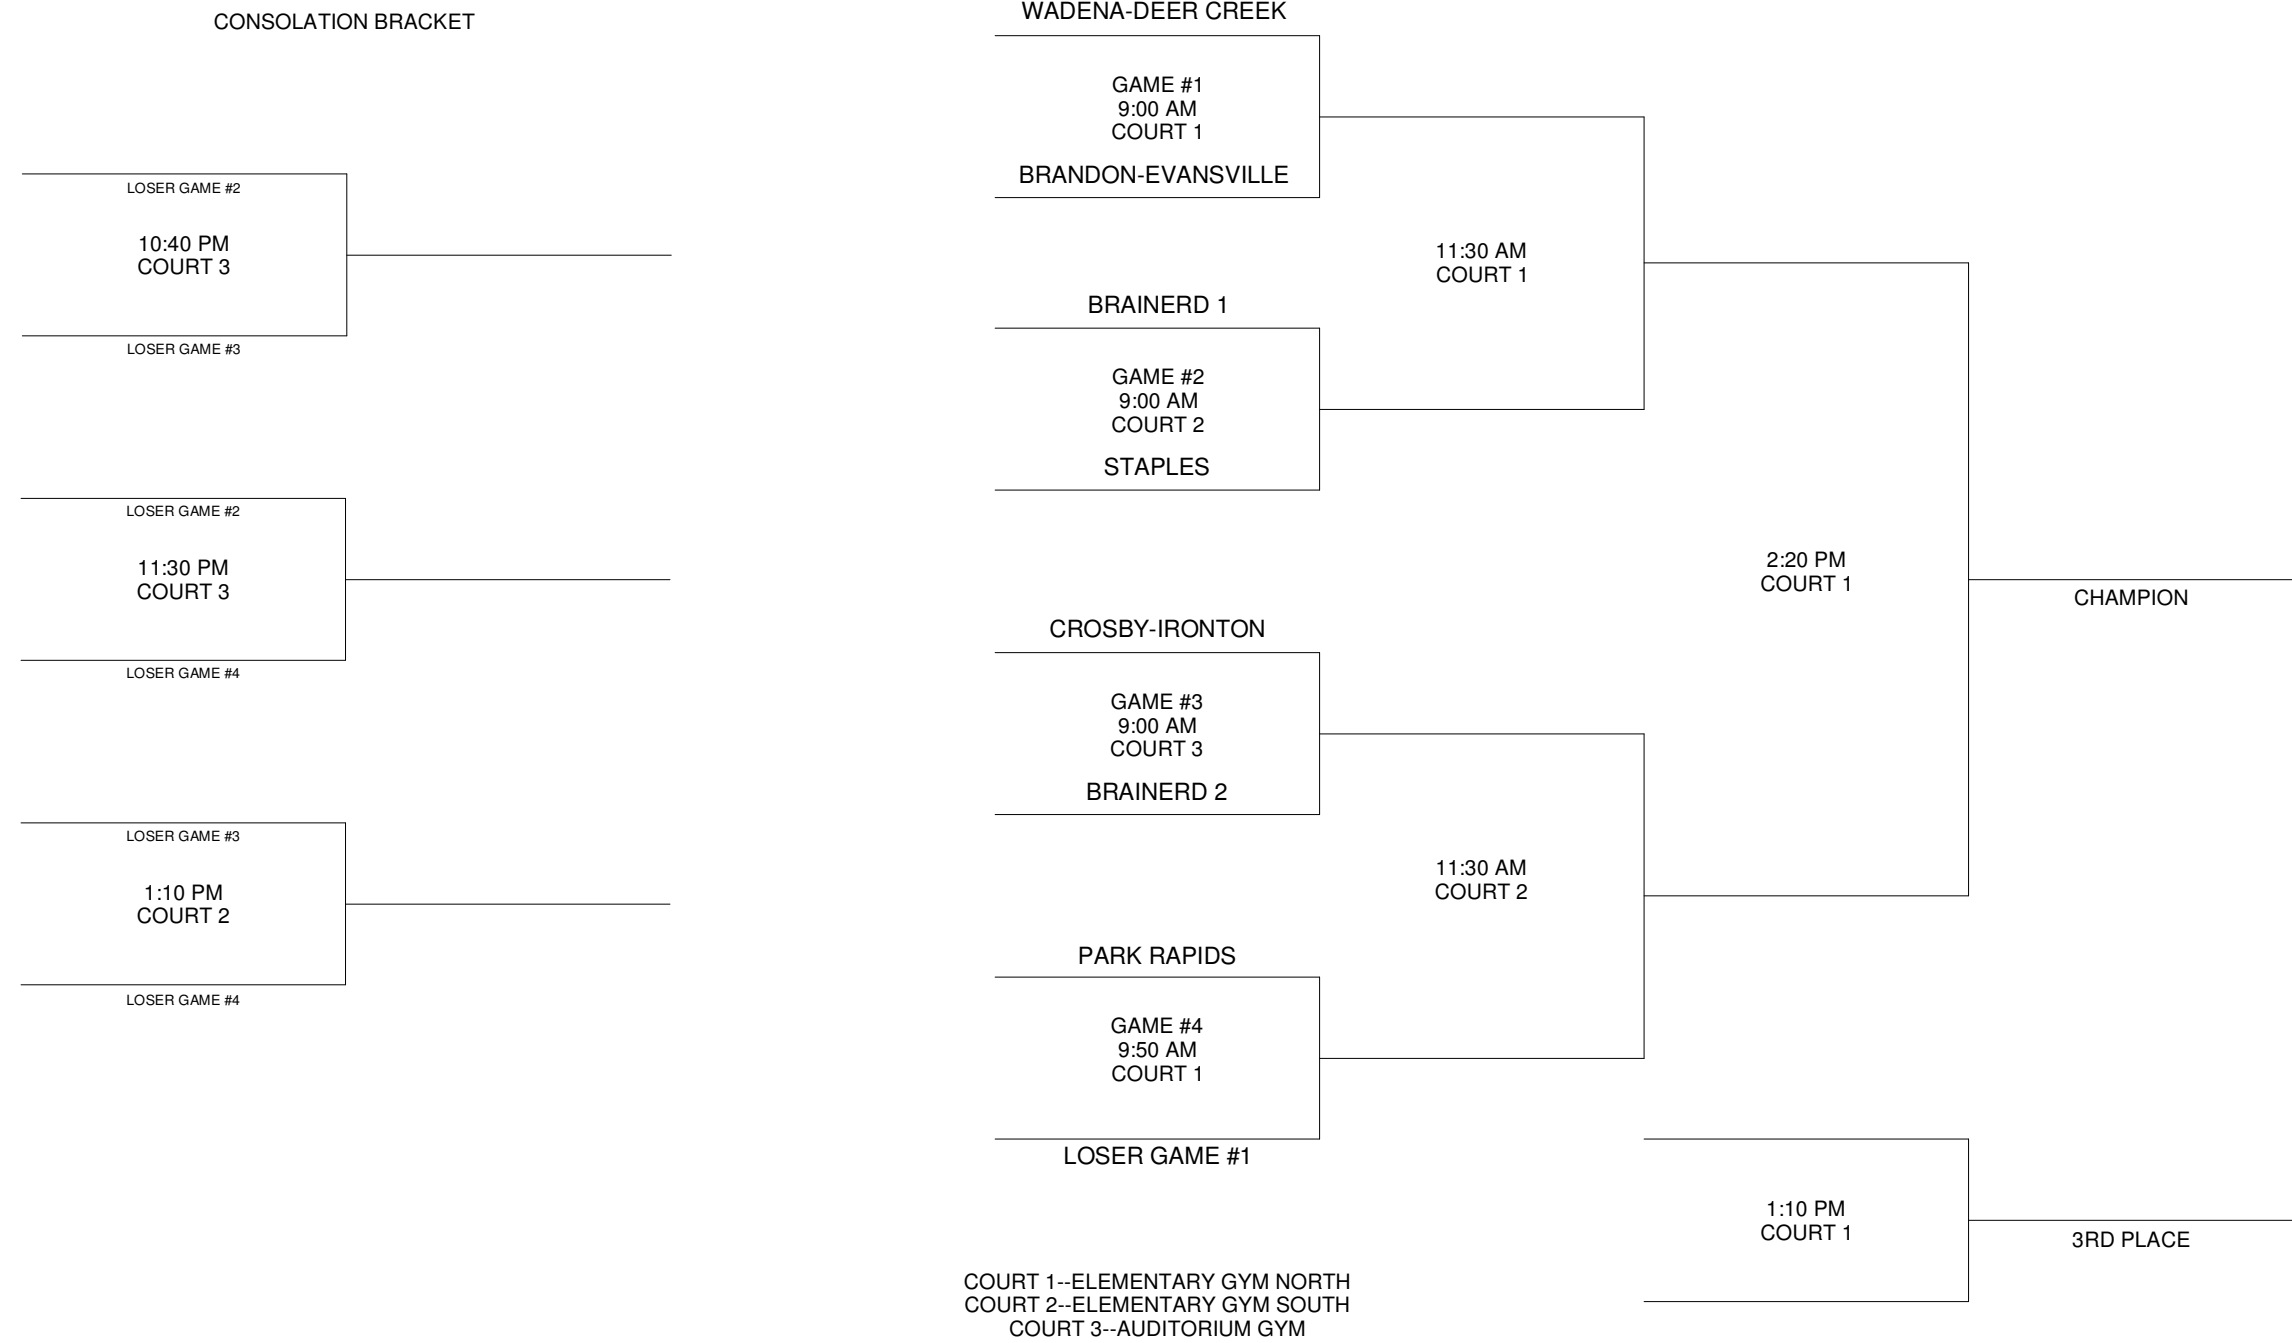 CONSOLATION BRACKET
LOSER GAME #2
10:40 PM
COURT 3
LOSER GAME #3
LOSER GAME #2
11:30 PM
COURT 3
LOSER GAME #4
LOSER GAME #3
1:10 PM
COURT 2
LOSER GAME #4
WADENA-DEER CREEK
GAME #1
9:00 AM
COURT 1
BRANDON-EVANSVILLE
BRAINERD 1
GAME #2
9:00 AM
COURT 2
STAPLES
CROSBY-IRONTON
GAME #3
9:00 AM
COURT 3
BRAINERD 2
PARK RAPIDS
GAME #4
9:50 AM
COURT 1
LOSER GAME #1
11:30 AM
COURT 1
11:30 AM
COURT 2
2:20 PM
COURT 1
CHAMPION
1:10 PM
COURT 1
3RD PLACE
COURT 1--ELEMENTARY GYM NORTH
COURT 2--ELEMENTARY GYM SOUTH
COURT 3--AUDITORIUM GYM